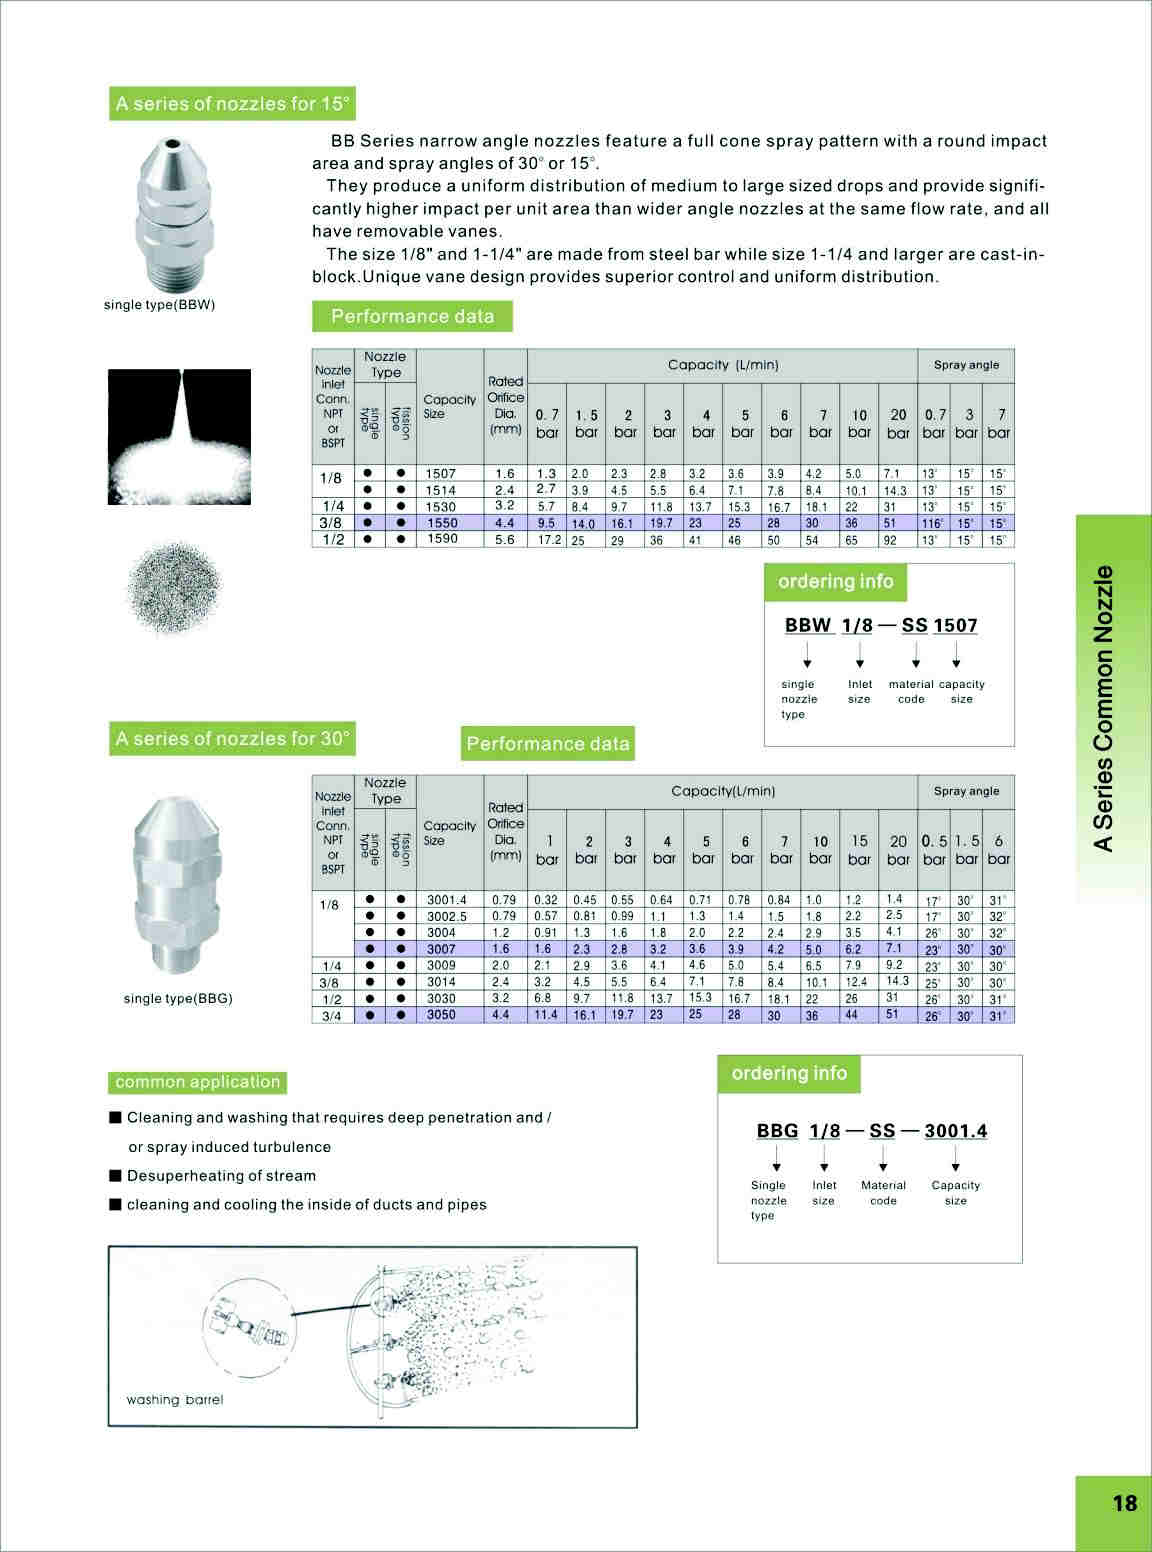 A series of nozzles for 15°
BB Series narrow angle nozzles feature a full cone spray pattern with a round impact
area and spray angles of 30° or 15°.
They produce a uniform distribution of medium to large sized drops and provide signifi-
cantly higher impact per unit area than wider angle nozzles at the same flow rate, and all
have removable vanes.
The size 1/8" and 1-1/4" are made from steel bar while size 1-1/4 and larger are cast-in-
block.Unique vane design provides superior control and uniform distribution.
single type(BBW)
Performance data
Nozzle inlet Conn. NPT or BSPT
Nozzle Type
single type
fission type
Capacity Size
Rated Orifice Dia. (mm)
Capacity (L/min)
Spray angle
0.7 bar 1.5 bar 2 bar 3 bar 4 bar 5 bar 6 bar 7 bar 10 bar 20 bar 0.7 bar 3 bar 7 bar
1/8 ● ● 1507 1.6 1.3 2.0 2.3 2.8 3.2 3.6 3.9 4.2 5.0 7.1 13° 15° 15°
● ● 1514 2.4 2.7 3.9 4.5 5.5 6.4 7.1 7.8 8.4 10.1 14.3 13° 15° 15°
1/4 ● ● 1530 3.2 5.7 8.4 9.7 11.8 13.7 15.3 16.7 18.1 22 31 13° 15° 15°
3/8 ● ● 1550 4.4 9.5 14.0 16.1 19.7 23 25 28 30 36 51 116° 15° 15°
1/2 ● ● 1590 5.6 17.2 25 29 36 41 46 50 54 65 92 13° 15° 15°
ordering info
BBW 1/8 — SS 1507
single nozzle type
Inlet size
material code
capacity size
A Series Common Nozzle
A series of nozzles for 30°
Performance data
Nozzle inlet Conn. NPT or BSPT
Nozzle Type
single type
fission type
Capacity Size
Rated Orifice Dia. (mm)
Capacity(L/min)
Spray angle
1 bar 2 bar 3 bar 4 bar 5 bar 6 bar 7 bar 10 bar 15 bar 20 bar 0.5 bar 1.5 bar 6 bar
1/8 ● ● 3001.4 0.79 0.32 0.45 0.55 0.64 0.71 0.78 0.84 1.0 1.2 1.4 17° 30° 31°
● ● 3002.5 0.79 0.57 0.81 0.99 1.1 1.3 1.4 1.5 1.8 2.2 2.5 17° 30° 32°
● ● 3004 1.2 0.91 1.3 1.6 1.8 2.0 2.2 2.4 2.9 3.5 4.1 26° 30° 32°
● ● 3007 1.6 1.6 2.3 2.8 3.2 3.6 3.9 4.2 5.0 6.2 7.1 23° 30° 30°
1/4 ● ● 3009 2.0 2.1 2.9 3.6 4.1 4.6 5.0 5.4 6.5 7.9 9.2 23° 30° 30°
3/8 ● ● 3014 2.4 3.2 4.5 5.5 6.4 7.1 7.8 8.4 10.1 12.4 14.3 25° 30° 30°
1/2 ● ● 3030 3.2 6.8 9.7 11.8 13.7 15.3 16.7 18.1 22 26 31 26° 30° 31°
3/4 ● ● 3050 4.4 11.4 16.1 19.7 23 25 28 30 36 44 51 26° 30° 31°
single type(BBG)
common application
■ Cleaning and washing that requires deep penetration and /
or spray induced turbulence
■ Desuperheating of stream
■ cleaning and cooling the inside of ducts and pipes
ordering info
BBG 1/8 — SS — 3001.4
Single nozzle type
Inlet size
Material code
Capacity size
washing barrel
18